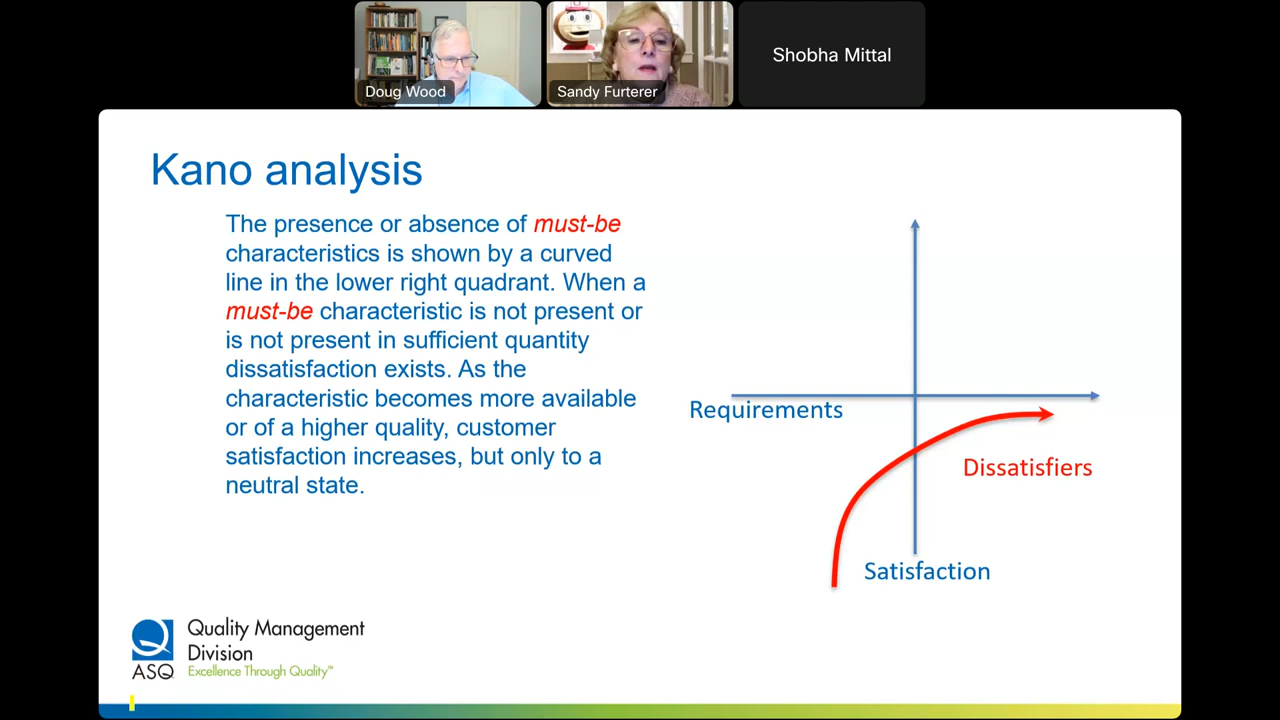 Doug Wood
Sandy Furterer
Shobha Mittal
Kano analysis
The presence or absence of must-be
characteristics is shown by a curved
line in the lower right quadrant. When a
must-be characteristic is not present or
is not present in sufficient quantity
dissatisfaction exists. As the
characteristic becomes more available
or of a higher quality, customer
satisfaction increases, but only to a
neutral state.
Requirements
Dissatisfiers
Satisfaction
Quality Management
Division
ASQ Excellence Through Quality™